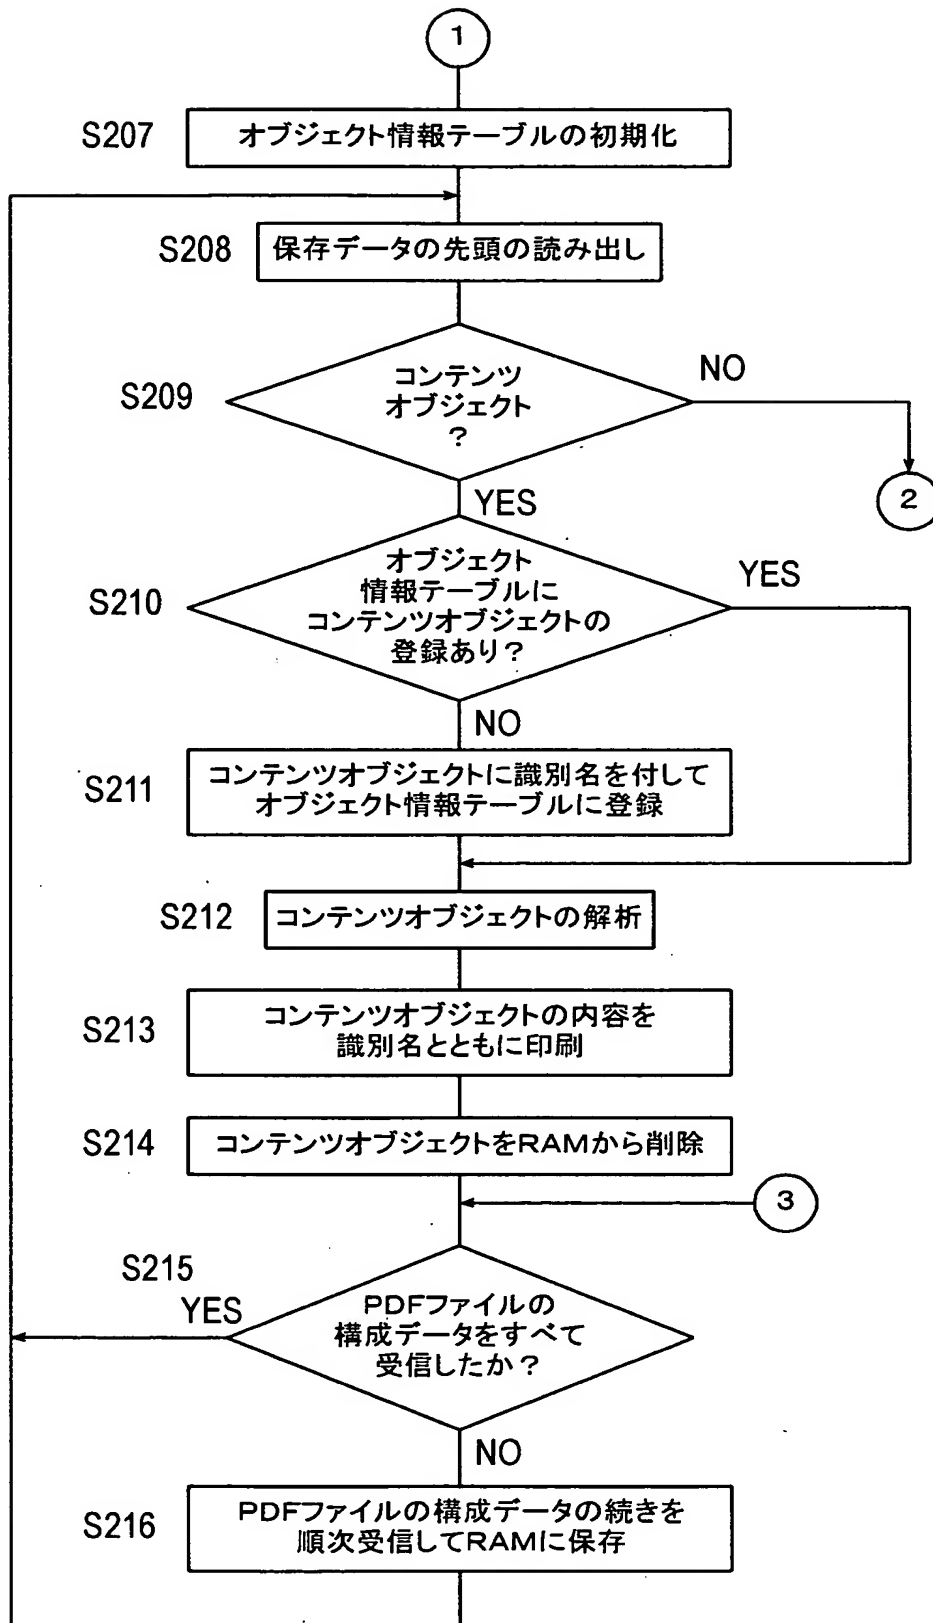 1
S207
オブジェクト情報テーブルの初期化
S208
保存データの先頭の読み出し
S209
コンテンツ
オブジェクト
?
NO
2
YES
S210
オブジェクト
情報テーブルに
コンテンツオブジェクトの
登録あり?
YES
NO
S211
コンテンツオブジェクトに識別名を付して
オブジェクト情報テーブルに登録
S212
コンテンツオブジェクトの解析
S213
コンテンツオブジェクトの内容を
識別名とともに印刷
S214
コンテンツオブジェクトをRAMから削除
3
S215
YES
PDFファイルの
構成データをすべて
受信したか?
NO
S216
PDFファイルの構成データの続きを
順次受信してRAMに保存